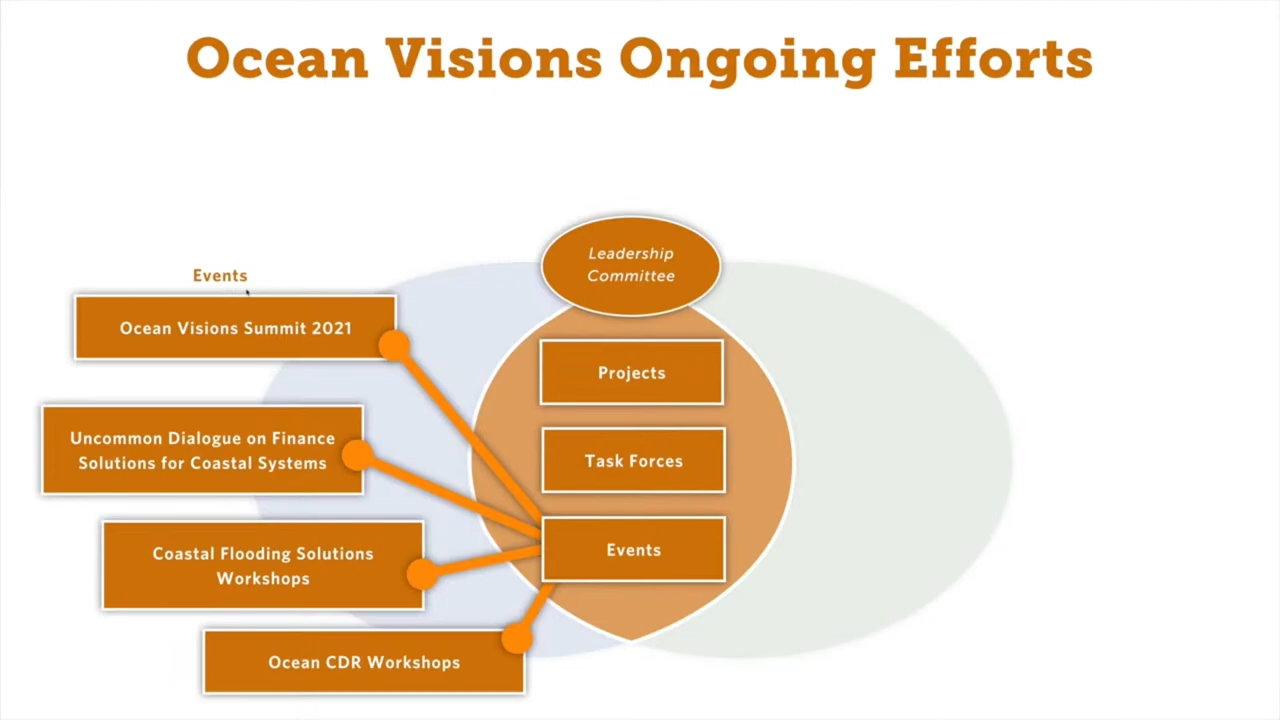 Ocean Visions Ongoing Efforts
Leadership
Committee
Events
Ocean Visions Summit 2021
Projects
Uncommon Dialogue on Finance
Solutions for Coastal Systems
Task Forces
Coastal Flooding Solutions
Workshops
Events
Ocean CDR Workshops